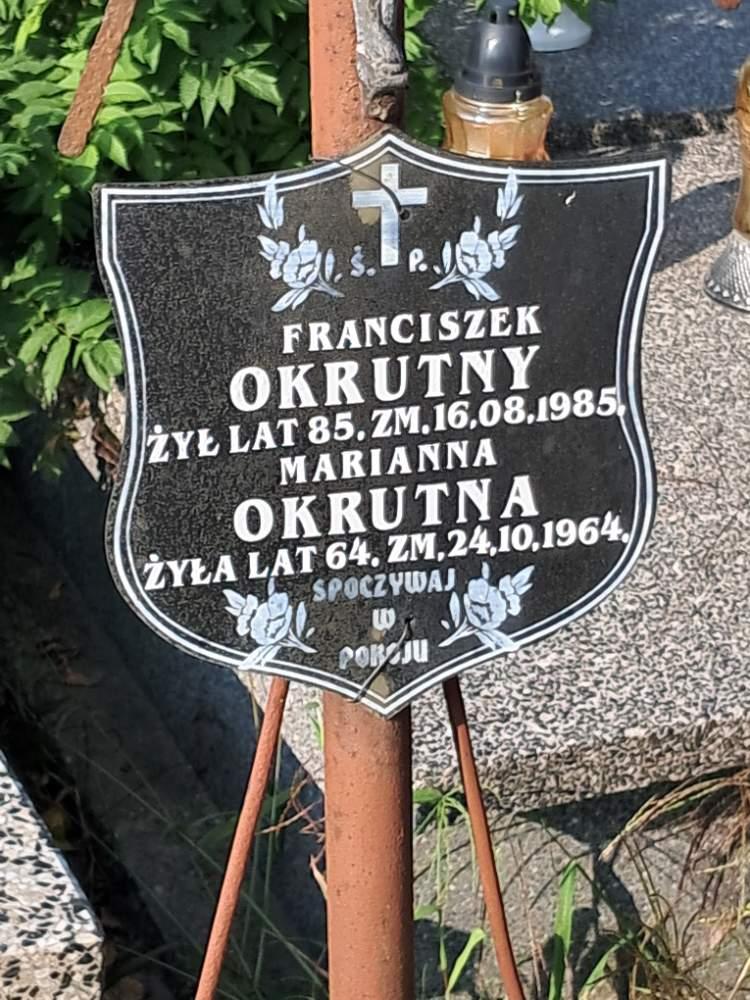 Ś. P.
FRANCISZEK
OKRUTNY
ŻYŁ LAT 85. ZM.16.08.1985.
MARIANNA
OKRUTNA
ŻYŁA LAT 64. ZM.24.10.1964.
SPOCZYWAJ
W
POKOJU